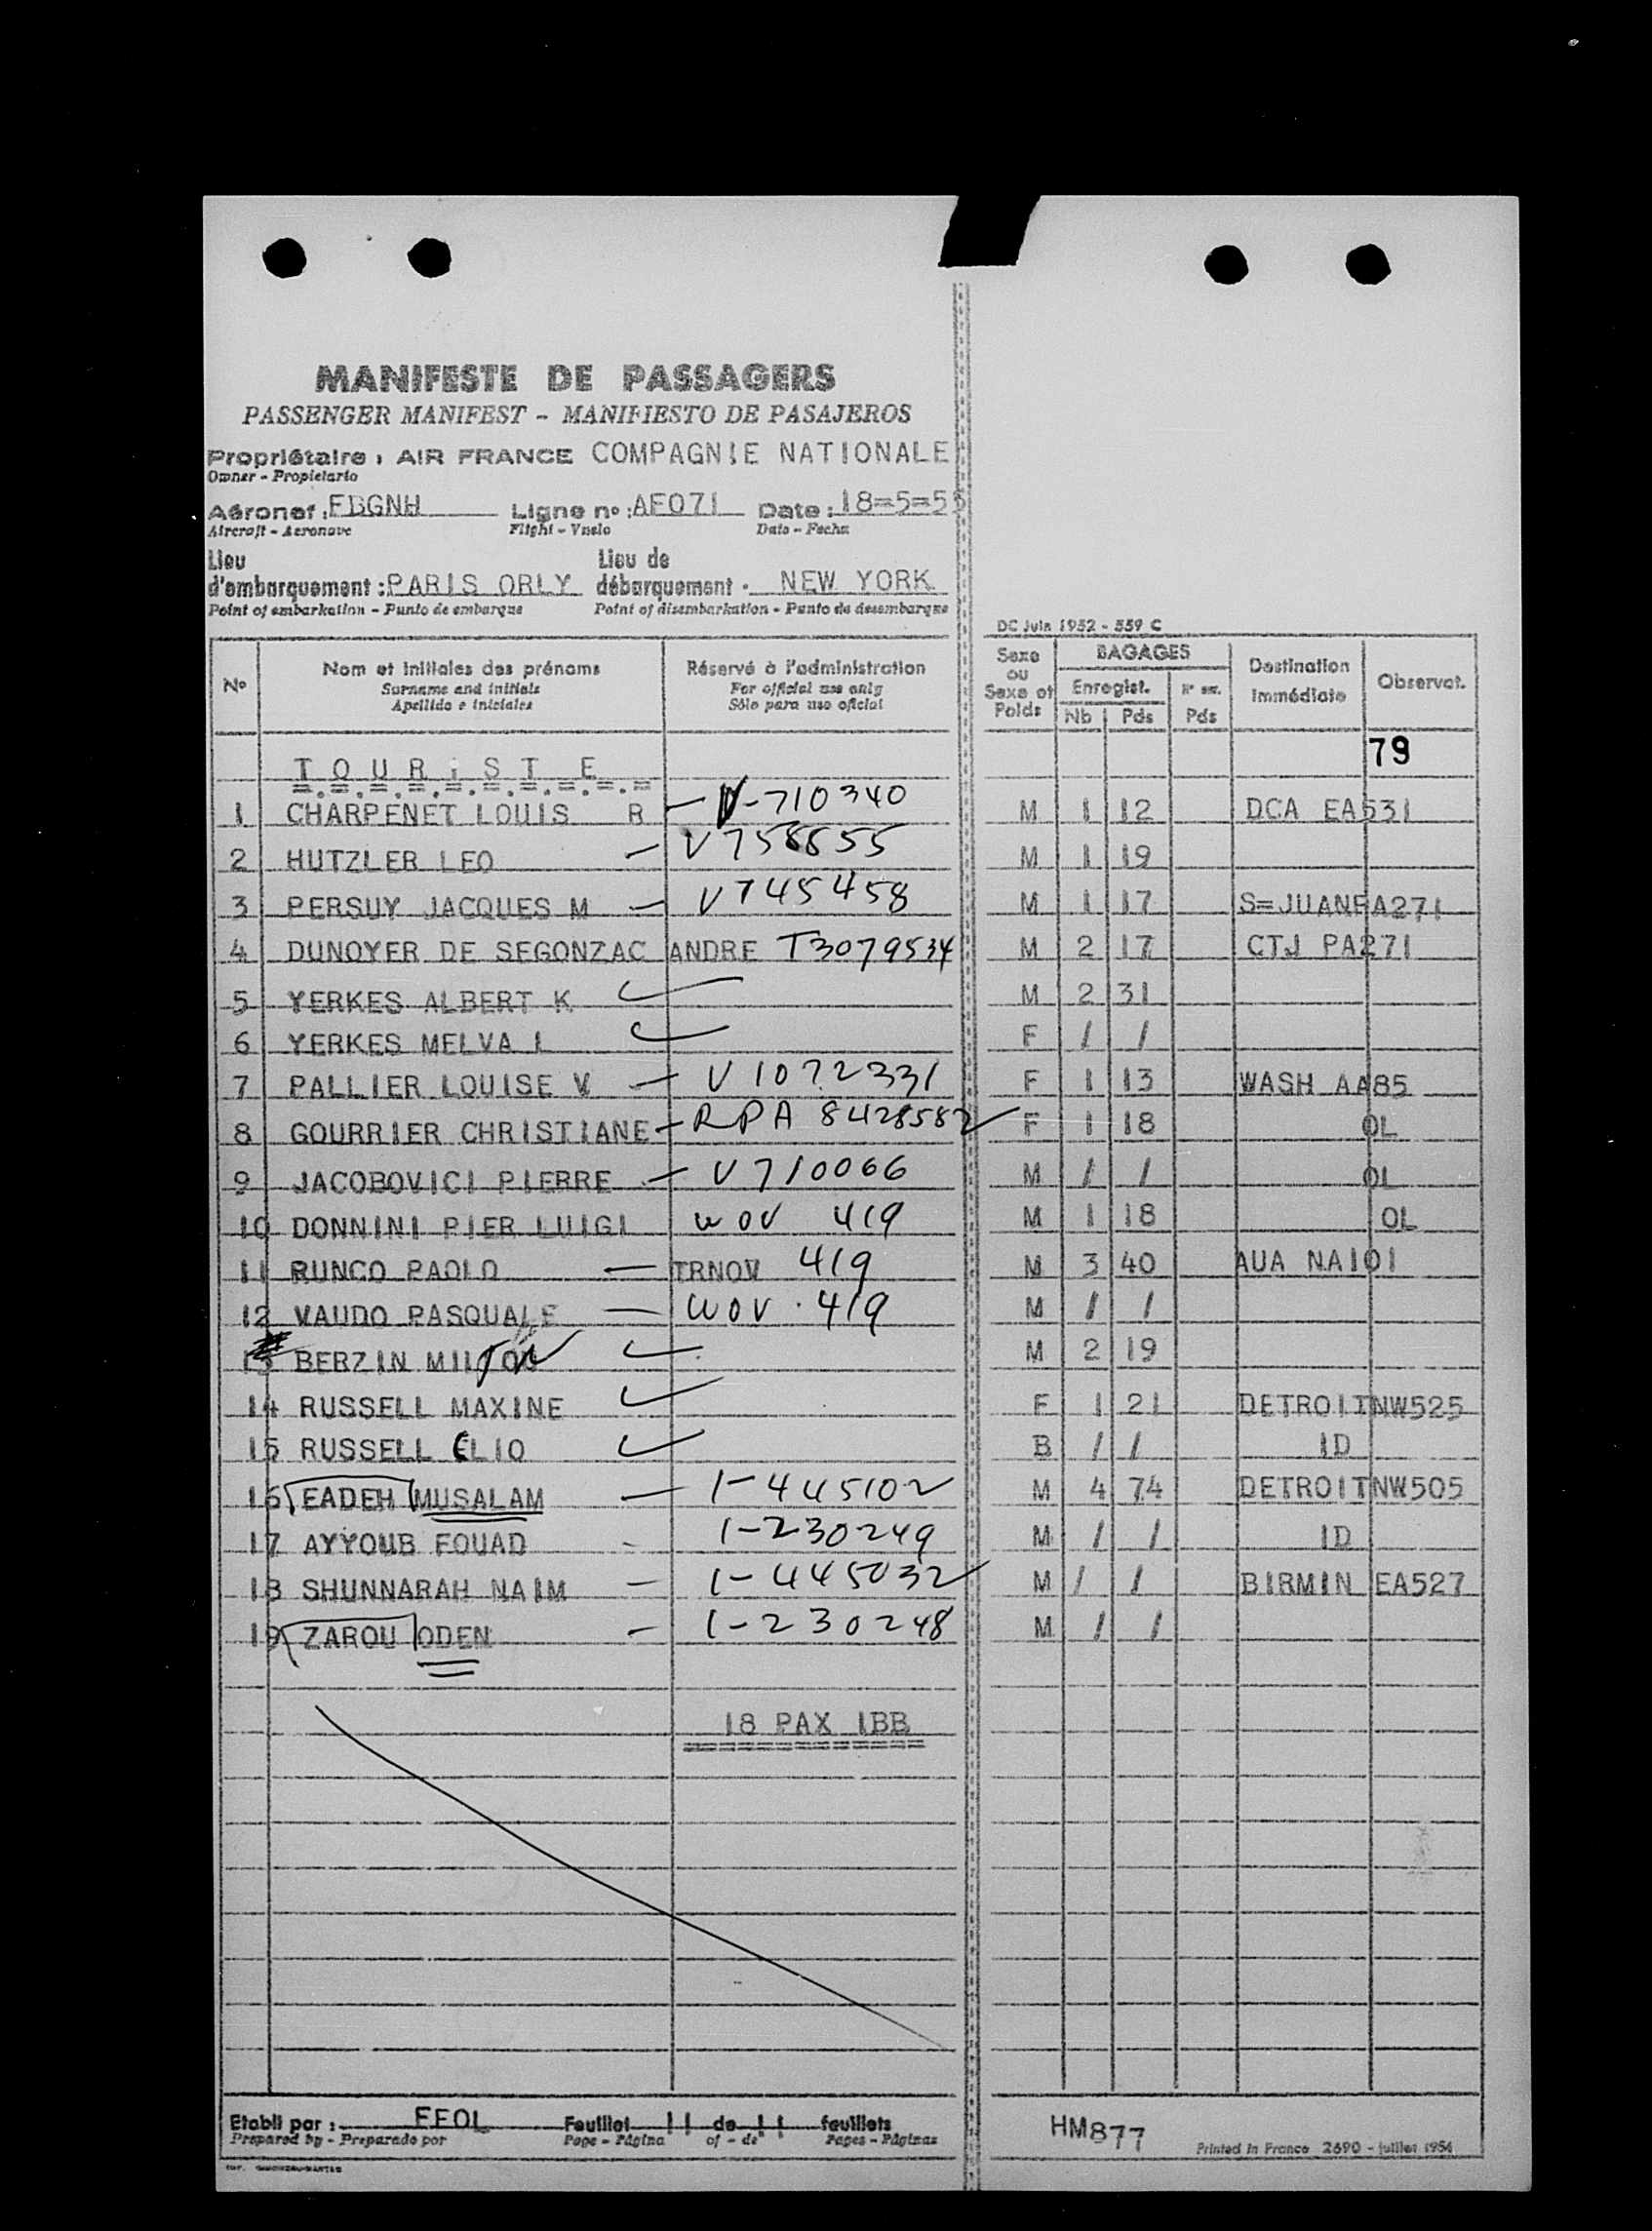 MANIFESTE DE PASSAGERS
PASSENGER MANIFEST - MANIFIESTO DE PASAJEROS
Propriétaire : AIR FRANCE COMPAGNIE NATIONALE
Owner - Propietario
Aéronef : FBGNH Ligne nº : AF071 Date : 18=5=55
Aircraft - Aeronave Flight - Vuelo Date - Fecha
Lieu d'embarquement : PARIS ORLY Lieu de débarquement - NEW YORK
Point of embarkation - Punto de embarque Point of disembarkation - Punto de desembarque
DC Juin 1952 - 559 C
Nº Nom et initiales des prénoms Réservé à l'administration Sexe ou Sexe et Poids BAGAGES Destination immédiate Observat.
Surname and initials For official use only Enregist.
Apellido e iniciales Sólo para uso oficial Nb Pds Pds
79
T O U R I S T E
1 CHARPENET LOUIS R — V-710340 M 1 12 DCA EA531
2 HUTZLER LEO — V758555 M 1 19
3 PERSUY JACQUES M — V745458 M 1 17 S=JUANPA271
4 DUNOYER DE SEGONZAC ANDRE T3079534 M 2 17 CTJ PA271
5 YERKES ALBERT K ✓ M 2 31
6 YERKES MELVA L ✓ F / /
7 PALLIER LOUISE V — V1072331 F 1 13 WASH AA85
8 GOURRIER CHRISTIANE — RPA 8428582 F 1 18 OL
9 JACOBOVICI PIERRE — V710066 M / / OL
10 DONNINI PIER LUIGI WOV 419 M 1 18 OL
11 RUNCO PAOLO — TRNOV 419 M 3 40 AUA NA101
12 VAUDO PASQUALE — WOV · 419 M / /
13 BERZIN MILTON ✓ M 2 19
14 RUSSELL MAXINE ✓ F 1 21 DETROITNW525
15 RUSSELL CLIO ✓ B / / ID
16 EADEH MUSALAM — 1-445102 M 4 74 DETROITNW505
17 AYYOUB FOUAD - 1-230249 M / / ID
18 SHUNNARAH NAIM — 1-445032 M / / BIRMIN EA527
19 ZAROU ODEN — 1-230248 M / /
18 PAX 1BB
Etabli par : FFOL Feuillet 11 de 11 feuillets
Prepared by - Preparado por Page - Página of - de Pages - Páginas
HM877
Printed in France 2690 - juillet 1954